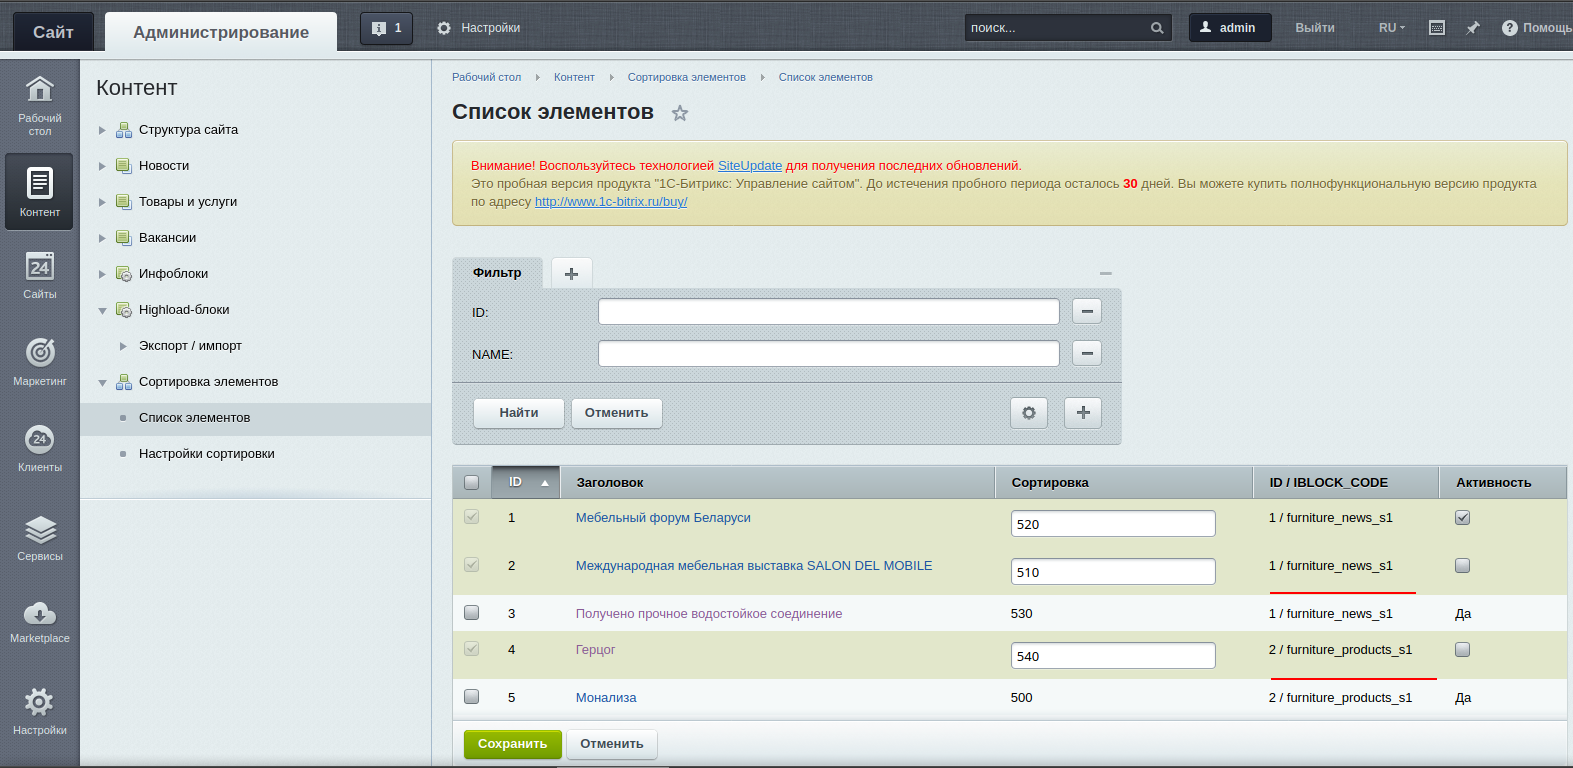 Сайт
Администрирование
1
Настройки
поиск...
admin
Выйти
RU
Помощь
Рабочий стол
Контент
24
Сайты
Маркетинг
24
Клиенты
Сервисы
Marketplace
Настройки
Контент
Структура сайта
Новости
Товары и услуги
Вакансии
Инфоблоки
Highload-блоки
Экспорт / импорт
Сортировка элементов
Список элементов
Настройки сортировки
Рабочий стол Контент Сортировка элементов Список элементов
Список элементов
Внимание! Воспользуйтесь технологией SiteUpdate для получения последних обновлений.
Это пробная версия продукта "1С-Битрикс: Управление сайтом". До истечения пробного периода осталось 30 дней. Вы можете купить полнофункциональную версию продукта
по адресу http://www.1c-bitrix.ru/buy/
Фильтр
ID:
NAME:
Найти Отменить
ID Заголовок Сортировка ID / IBLOCK_CODE Активность
1 Мебельный форум Беларуси 520 1 / furniture_news_s1
2 Международная мебельная выставка SALON DEL MOBILE 510 1 / furniture_news_s1
3 Получено прочное водостойкое соединение 530 1 / furniture_news_s1 Да
4 Герцог 540 2 / furniture_products_s1
5 Монализа 500 2 / furniture_products_s1 Да
Сохранить Отменить